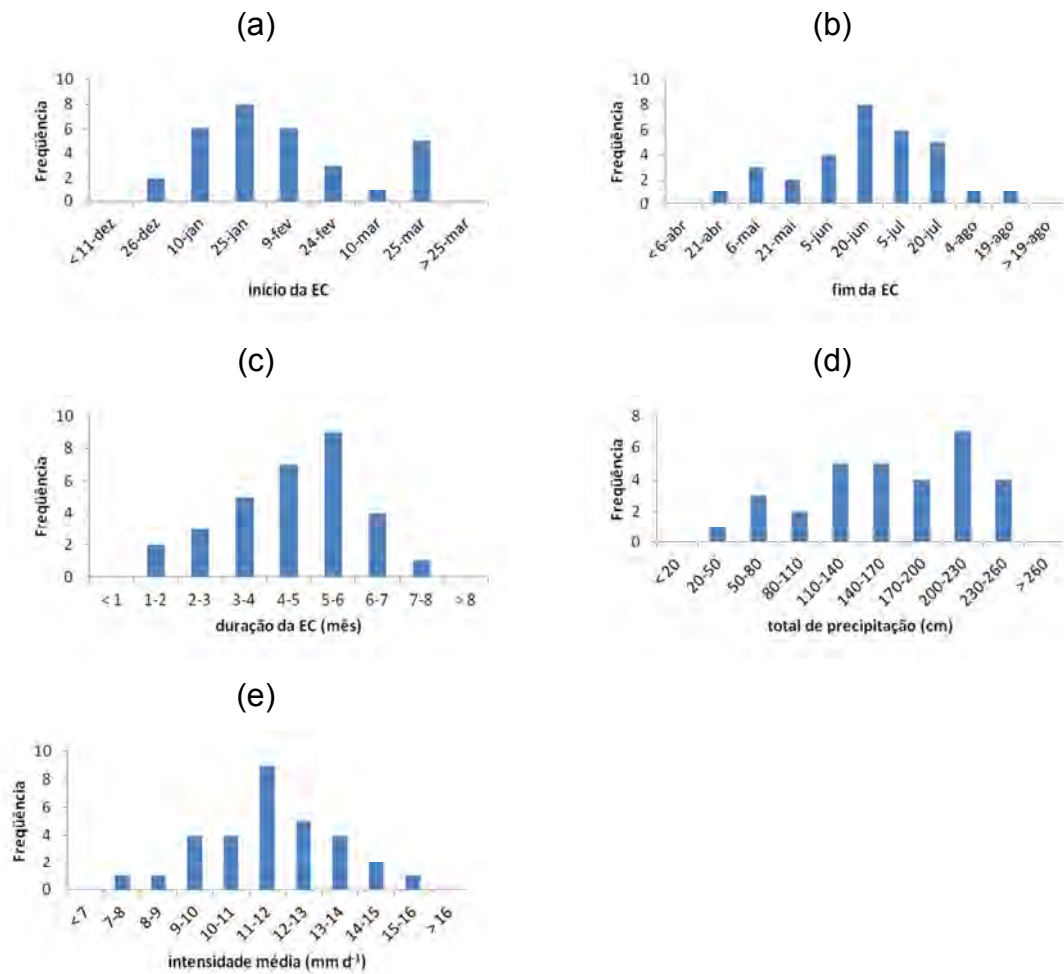 (a)
Freqüência
10
8
6
4
2
0
<11-dez
26-dez
10-jan
25-jan
9-fev
24-fev
10-mar
25-mar
> 25-mar
início da EC
(b)
Freqüência
10
8
6
4
2
0
<6-abr
21-abr
6-mai
21-mai
5-jun
20-jun
5-jul
20-jul
4-ago
19-ago
> 19-ago
fim da EC
(c)
Freqüência
10
8
6
4
2
0
< 1
1-2
2-3
3-4
4-5
5-6
6-7
7-8
> 8
duração da EC (mês)
(d)
Freqüência
8
6
4
2
0
< 20
20-50
50-80
80-110
110-140
140-170
170-200
200-230
230-260
> 260
total de precipitação (cm)
(e)
Freqüência
10
8
6
4
2
0
< 7
7-8
8-9
9-10
10-11
11-12
12-13
13-14
14-15
15-16
> 16
intensidade média (mm d⁻¹)